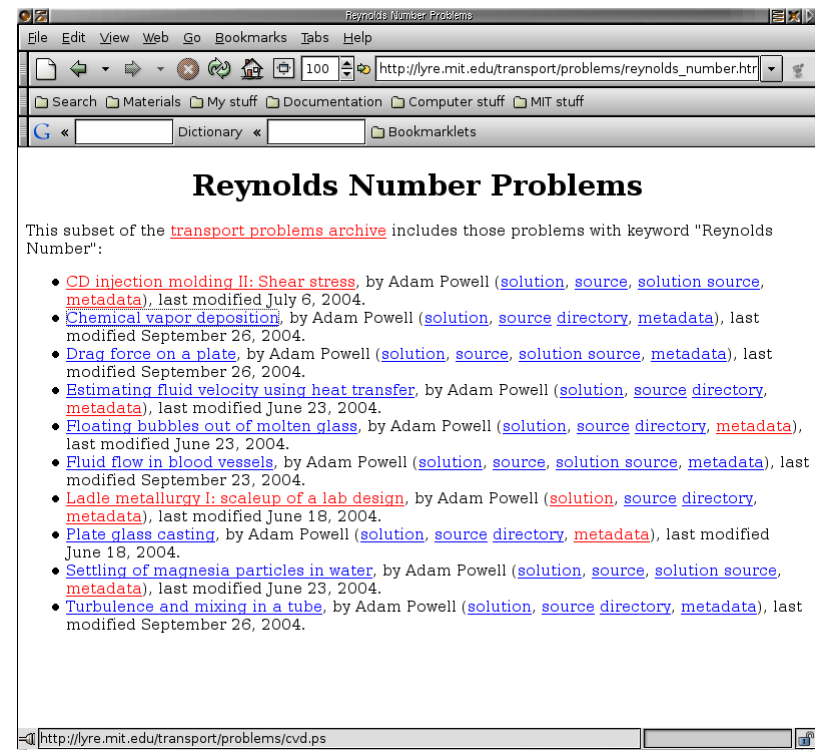 Reynolds Number Problems
File Edit View Web Go Bookmarks Tabs Help
100 http://lyre.mit.edu/transport/problems/reynolds_number.htr
Search Materials My stuff Documentation Computer stuff MIT stuff
G « Dictionary « Bookmarklets
Reynolds Number Problems
This subset of the transport problems archive includes those problems with keyword "Reynolds
Number":
• CD injection molding II: Shear stress, by Adam Powell (solution, source, solution source,
metadata), last modified July 6, 2004.
• Chemical vapor deposition, by Adam Powell (solution, source directory, metadata), last
modified September 26, 2004.
• Drag force on a plate, by Adam Powell (solution, source, solution source, metadata), last
modified September 26, 2004.
• Estimating fluid velocity using heat transfer, by Adam Powell (solution, source directory,
metadata), last modified June 23, 2004.
• Floating bubbles out of molten glass, by Adam Powell (solution, source directory, metadata),
last modified June 23, 2004.
• Fluid flow in blood vessels, by Adam Powell (solution, source, solution source, metadata), last
modified September 23, 2004.
• Ladle metallurgy I: scaleup of a lab design, by Adam Powell (solution, source directory,
metadata), last modified June 18, 2004.
• Plate glass casting, by Adam Powell (solution, source directory, metadata), last modified
June 18, 2004.
• Settling of magnesia particles in water, by Adam Powell (solution, source, solution source,
metadata), last modified June 23, 2004.
• Turbulence and mixing in a tube, by Adam Powell (solution, source directory, metadata), last
modified September 26, 2004.
http://lyre.mit.edu/transport/problems/cvd.ps